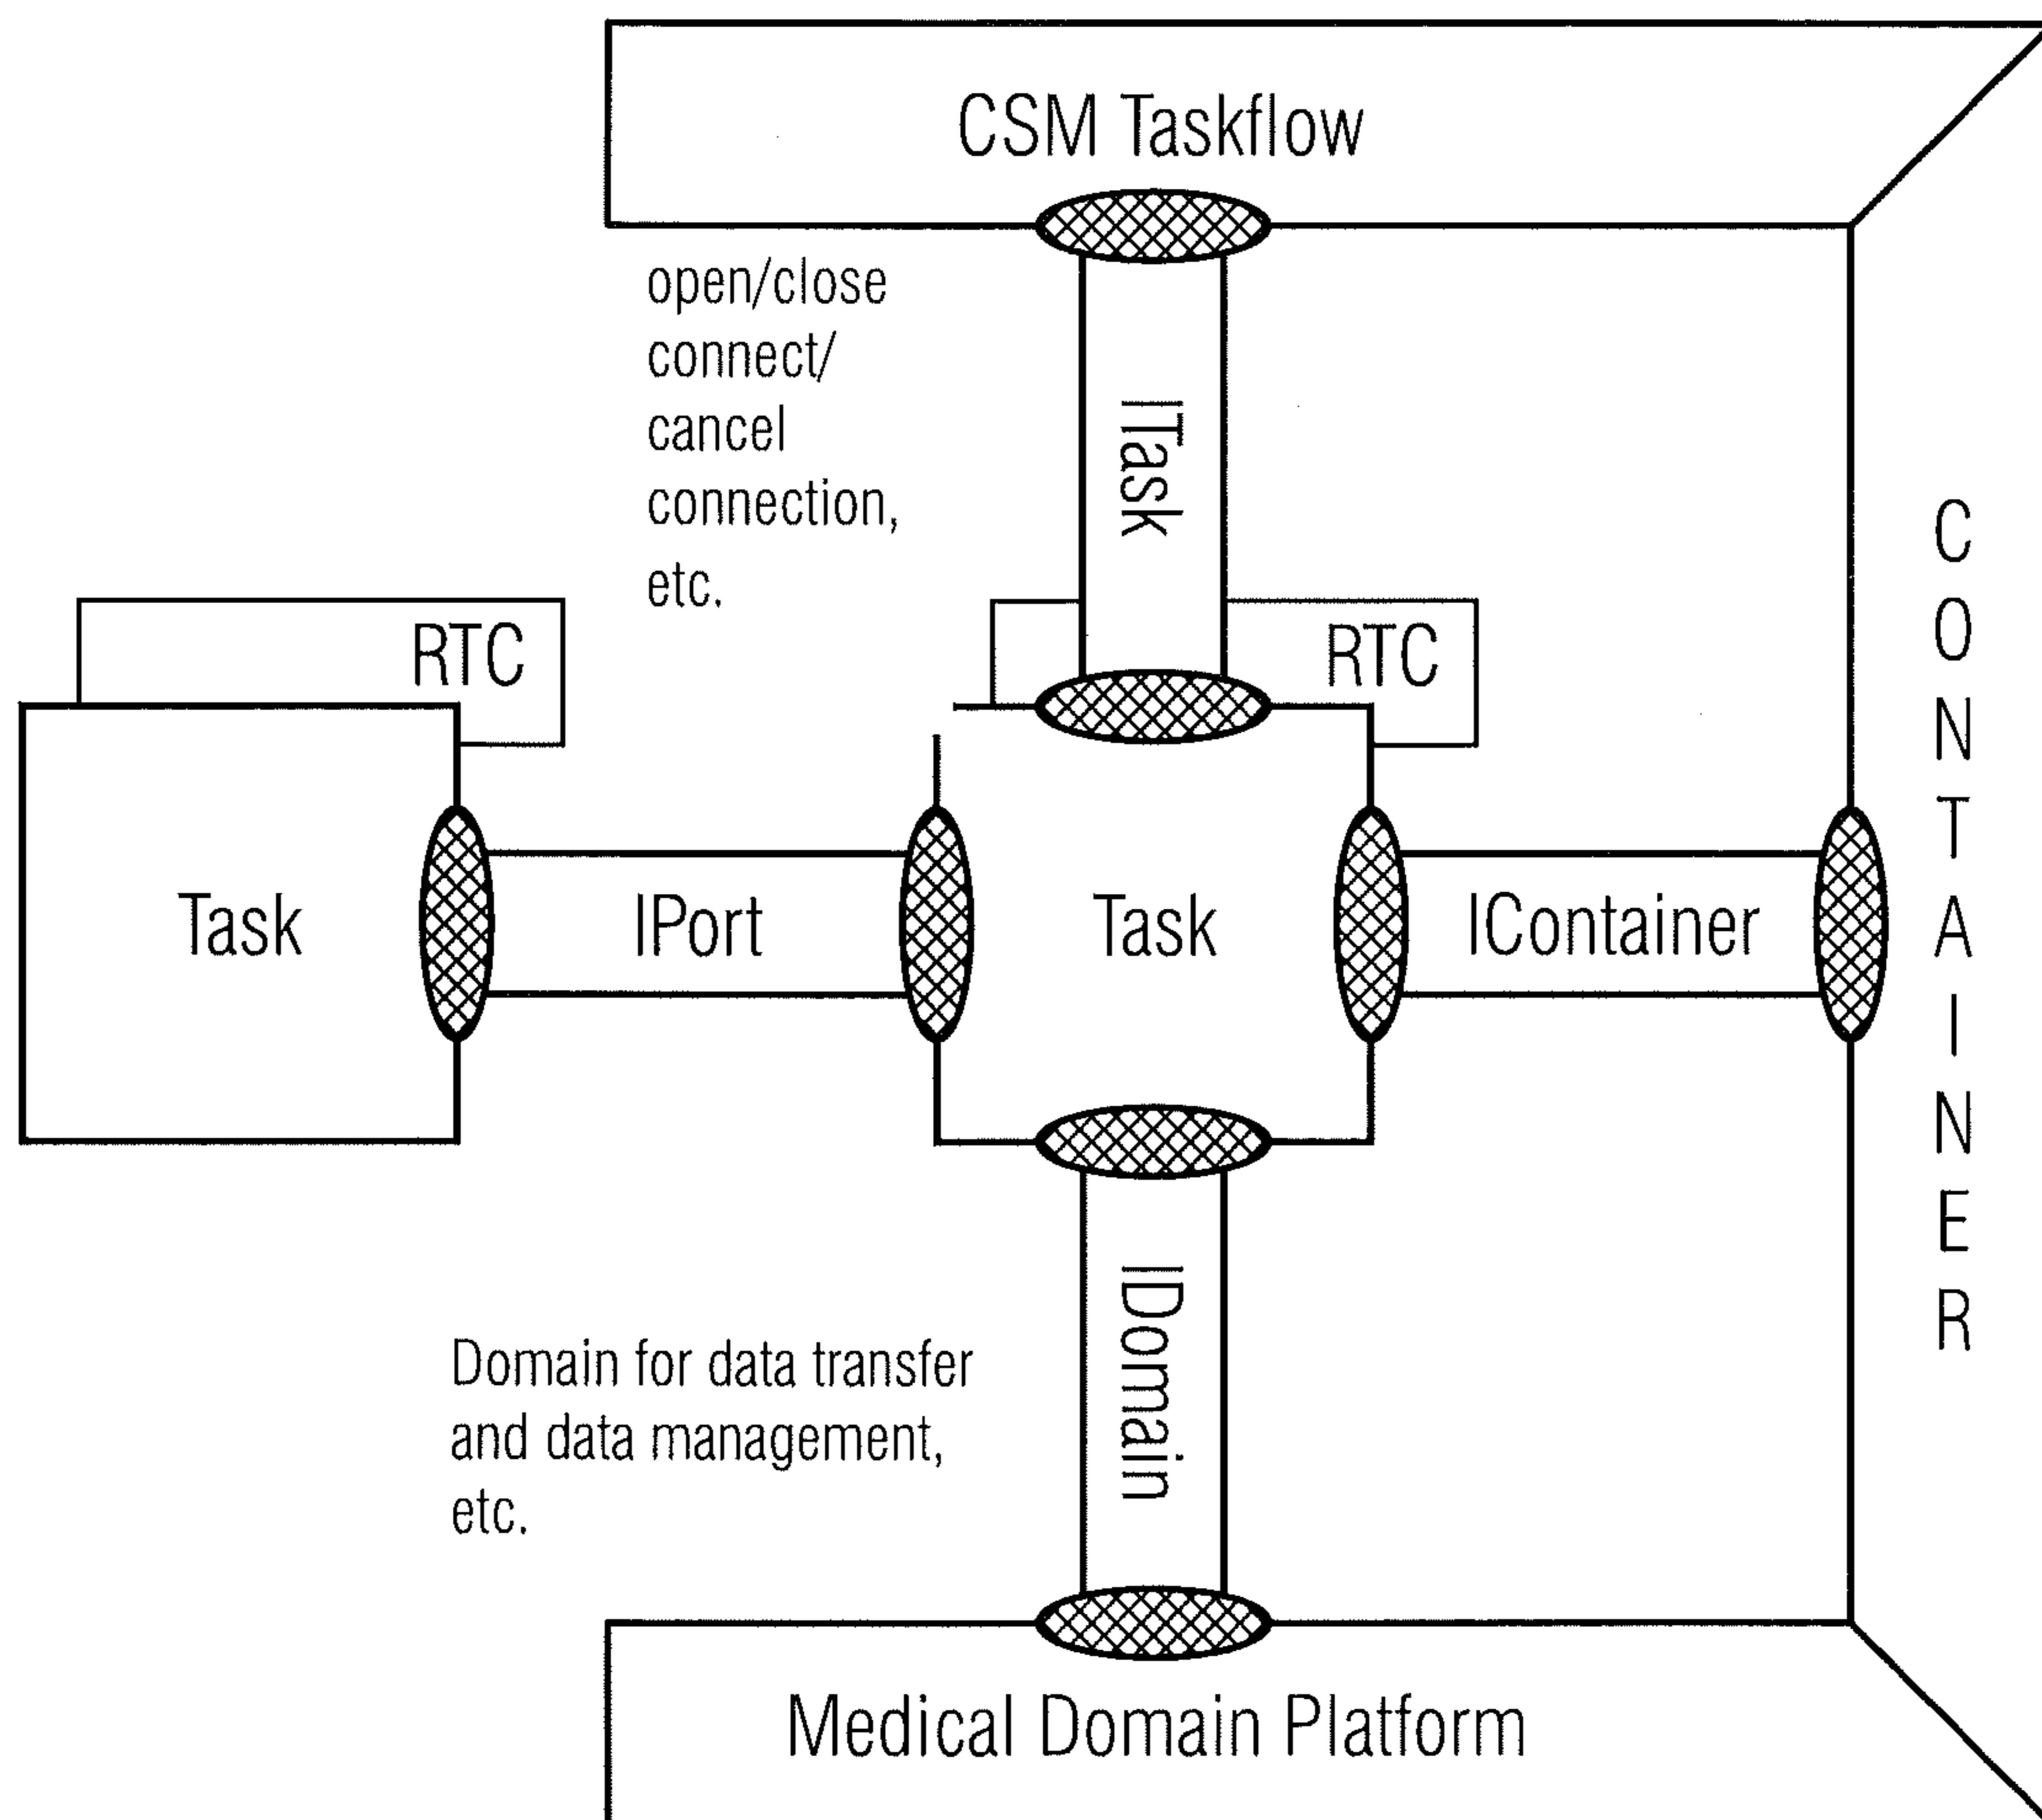 CSM Taskflow
open/close
connect/
cancel
connection,
etc.
ITask
RTC
RTC
Task
IPort
Task
IContainer
CONTAINER
IDomain
Domain for data transfer
and data management,
etc.
Medical Domain Platform